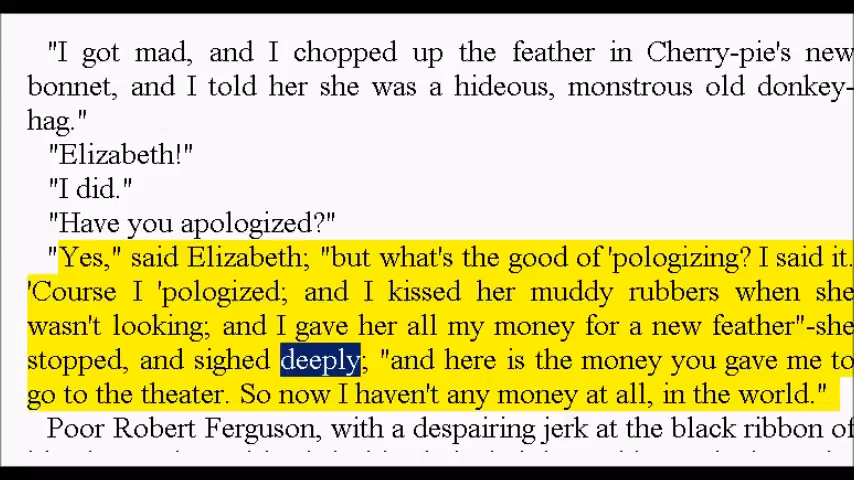 "I got mad, and I chopped up the feather in Cherry-pie's new
bonnet, and I told her she was a hideous, monstrous old donkey-
hag."
"Elizabeth!"
"I did."
"Have you apologized?"
"Yes," said Elizabeth; "but what's the good of 'pologizing? I said it.
'Course I 'pologized; and I kissed her muddy rubbers when she
wasn't looking; and I gave her all my money for a new feather"-she
stopped, and sighed deeply; "and here is the money you gave me to
go to the theater. So now I haven't any money at all, in the world."
Poor Robert Ferguson, with a despairing jerk at the black ribbon of